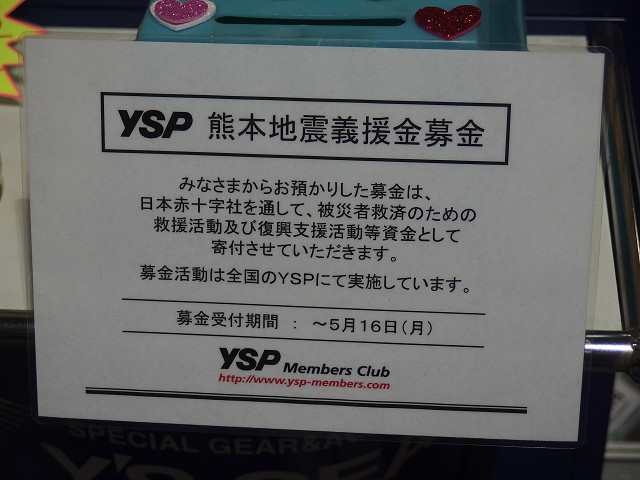 YSP 熊本地震義援金募金
みなさまからお預かりした募金は、
日本赤十字社を通して、被災者救済のための
救援活動及び復興支援活動等資金として
寄付させていただきます。
募金活動は全国のYSPにて実施しています。
募金受付期間 ： ～5月16日(月)
YSP Members Club
http://www.ysp-members.com
SPECIAL GEAR&